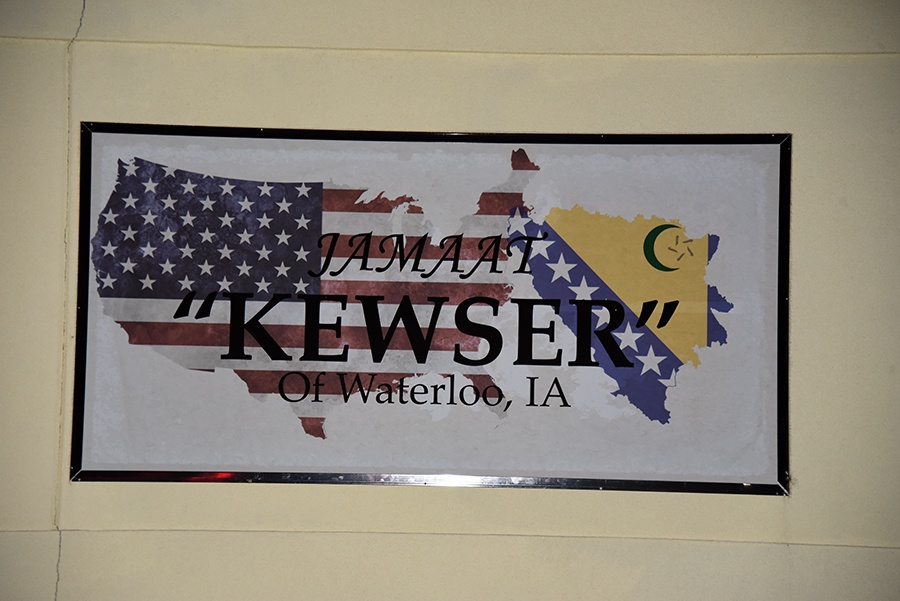 JAMAAT
“KEWSER”
Of Waterloo, IA